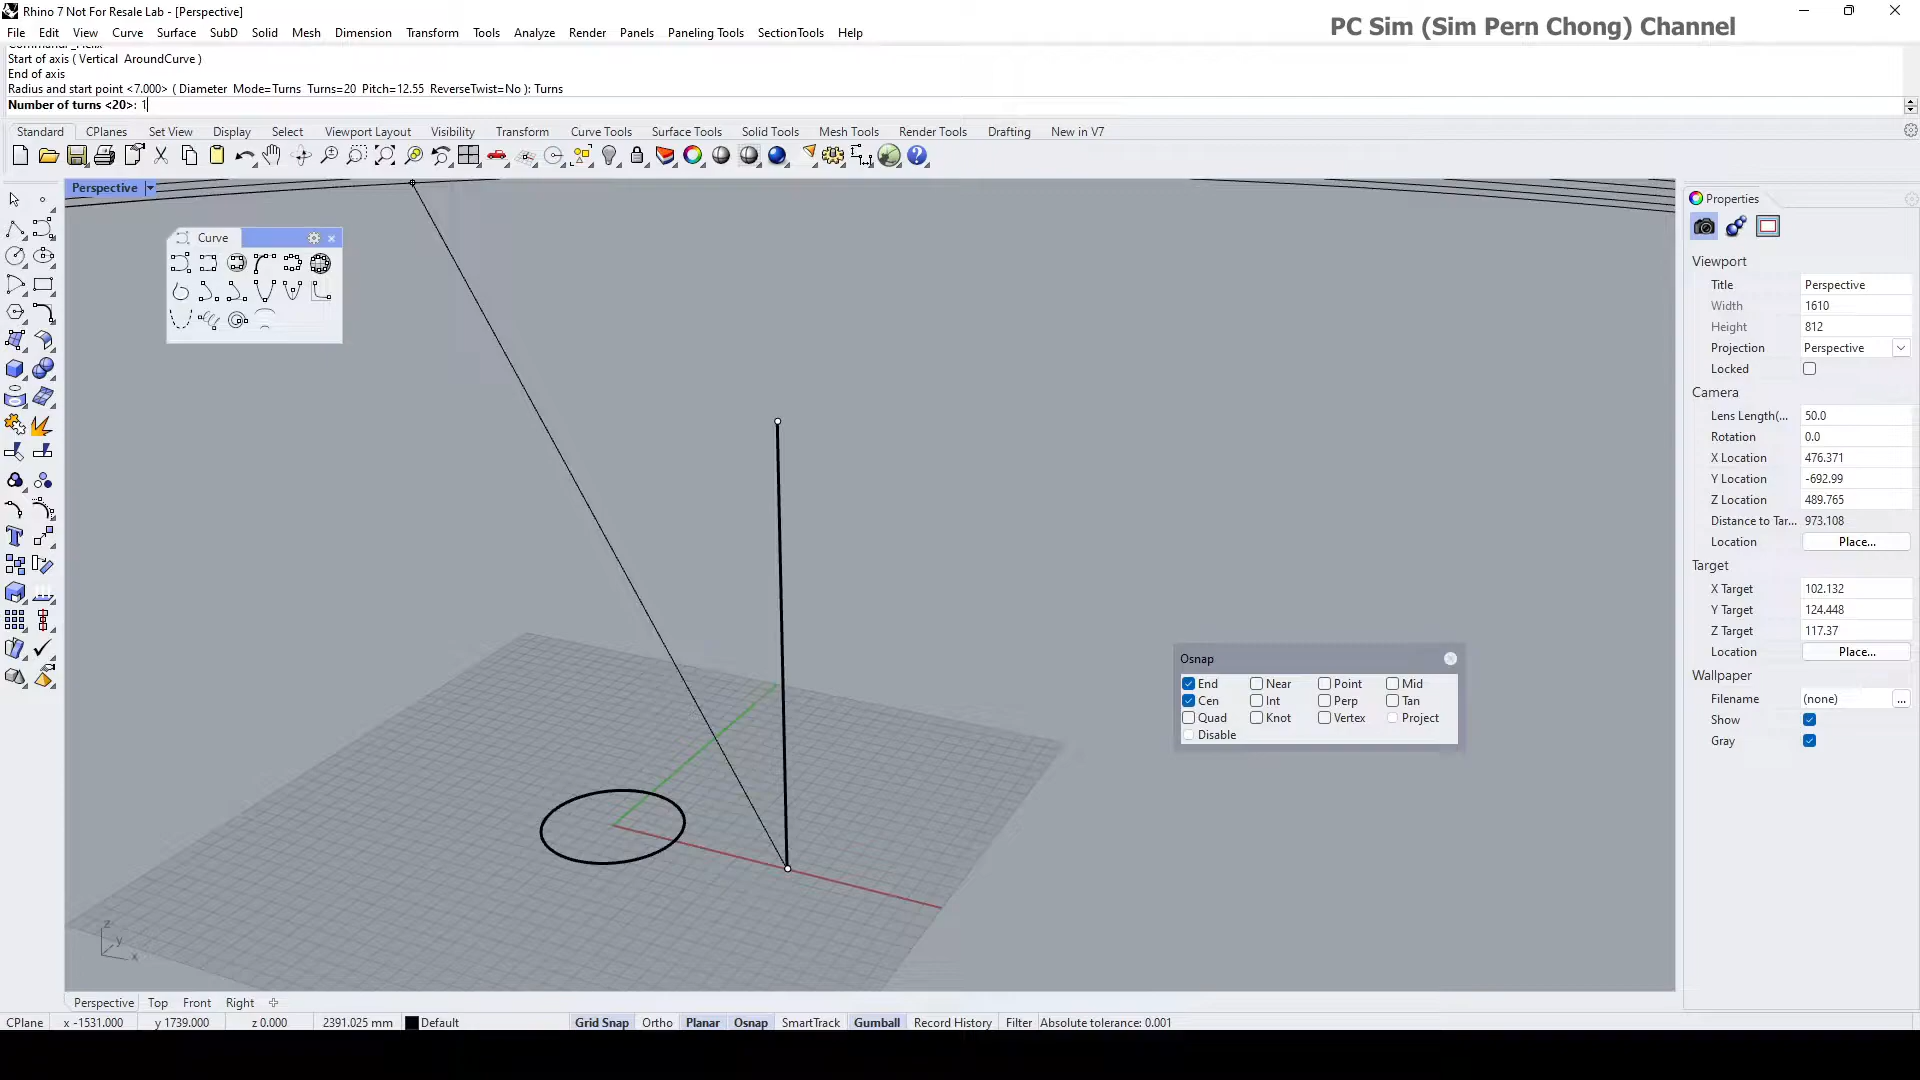 Rhino 7 Not For Resale Lab - [Perspective]
PC Sim (Sim Pern Chong) Channel
File Edit View Curve Surface SubD Solid Mesh Dimension Transform Tools Analyze Render Panels Paneling Tools SectionTools Help
Start of axis ( Vertical AroundCurve )
End of axis
Radius and start point <7.000> ( Diameter Mode=Turns Turns=20 Pitch=12.55 ReverseTwist=No ): Turns
Number of turns <20>: 1
Standard CPlanes Set View Display Select Viewport Layout Visibility Transform Curve Tools Surface Tools Solid Tools Mesh Tools Render Tools Drafting New in V7
Perspective
Curve
Properties
Viewport
Title Perspective
Width 1610
Height 812
Projection Perspective
Locked
Camera
Lens Length(... 50.0
Rotation 0.0
X Location 476.371
Y Location -692.99
Z Location 489.765
Distance to Tar... 973.108
Location Place...
Target
X Target 102.132
Y Target 124.448
Z Target 117.37
Location Place...
Wallpaper
Filename (none) ...
Show
Gray
Osnap
End Near Point Mid
Cen Int Perp Tan
Quad Knot Vertex Project
Disable
z
y
x
Perspective Top Front Right
CPlane x -1531.000 y 1739.000 z 0.000 2391.025 mm Default Grid Snap Ortho Planar Osnap SmartTrack Gumball Record History Filter Absolute tolerance: 0.001